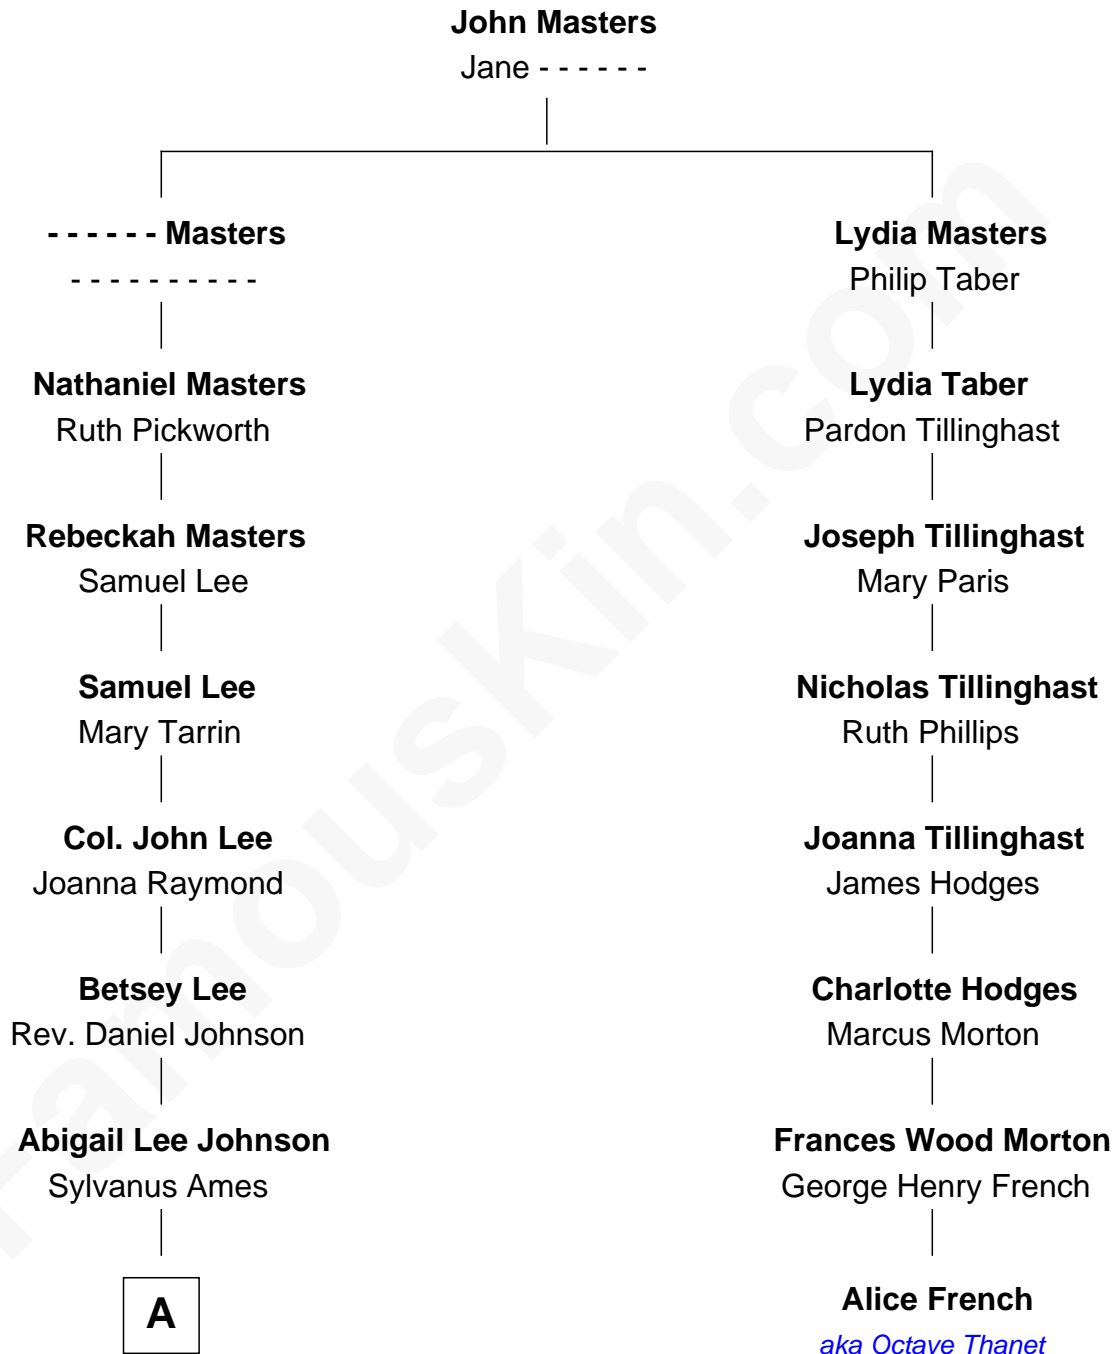 John Masters
Jane - - - - - -
- - - - - - Masters
- - - - - - - - - -
Lydia Masters
Philip Taber
Nathaniel Masters
Ruth Pickworth
Lydia Taber
Pardon Tillinghast
Rebeckah Masters
Samuel Lee
Joseph Tillinghast
Mary Paris
Samuel Lee
Mary Tarrin
Nicholas Tillinghast
Ruth Phillips
Col. John Lee
Joanna Raymond
Joanna Tillinghast
James Hodges
Betsey Lee
Rev. Daniel Johnson
Charlotte Hodges
Marcus Morton
Abigail Lee Johnson
Sylvanus Ames
Frances Wood Morton
George Henry French
A
Alice French
aka Octave Thanet
FamousKin.com